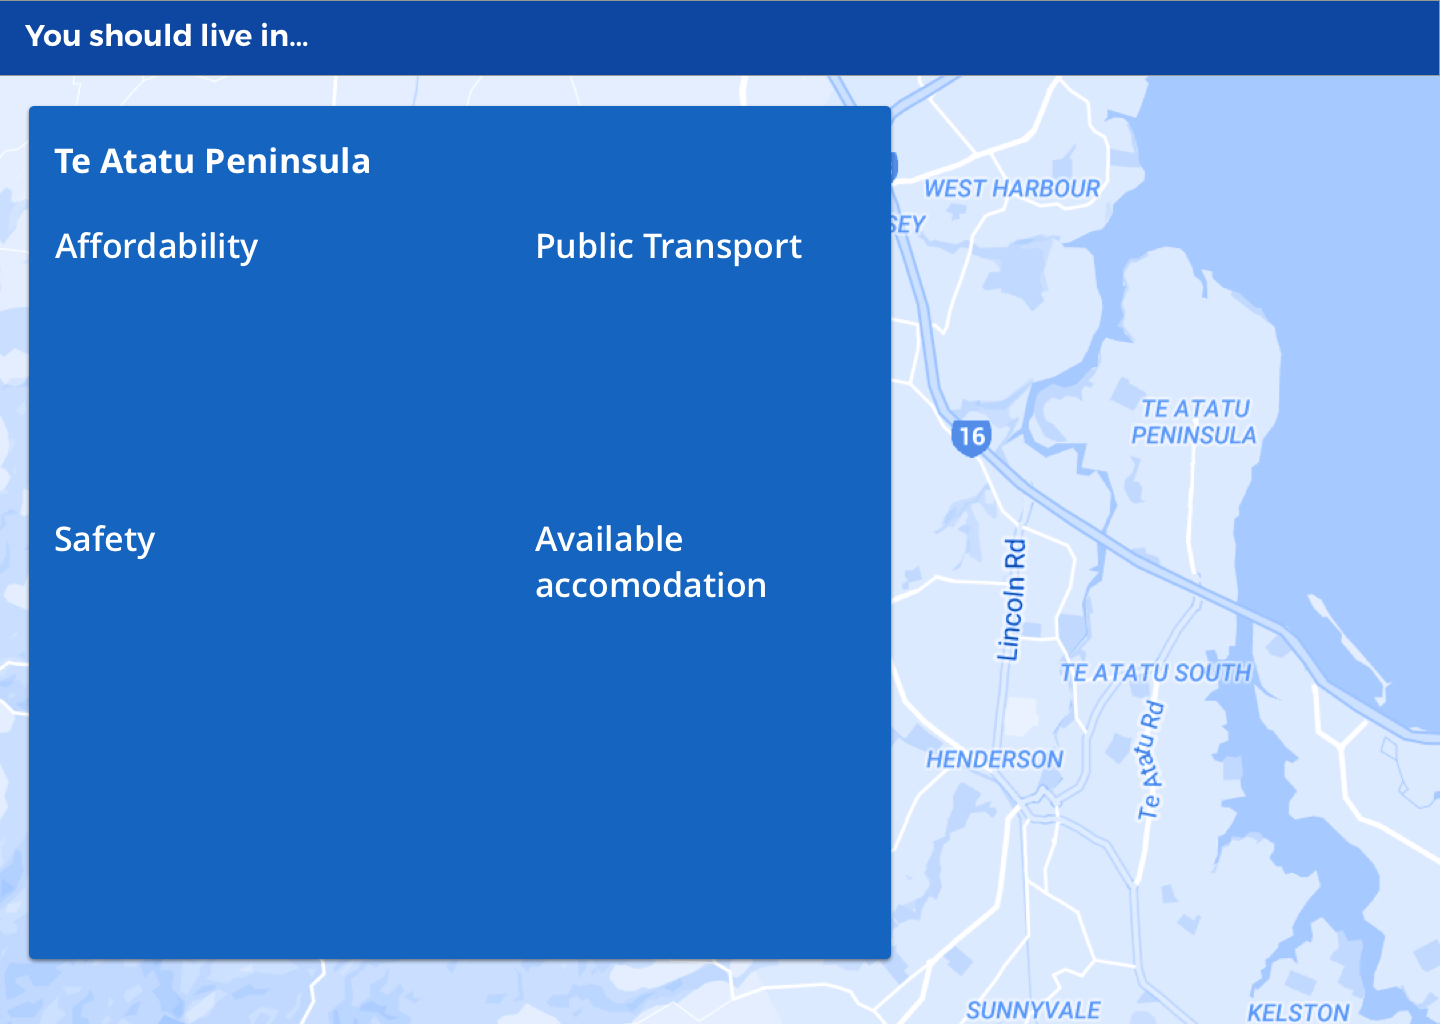 You should live in...
Te Atatu Peninsula
Affordability
Public Transport
Safety
Available
accomodation
WEST HARBOUR
SEY
TE ATATU
PENINSULA
16
Lincoln Rd
TE ATATU SOUTH
Te Atatu Rd
HENDERSON
SUNNYVALE
KELSTON